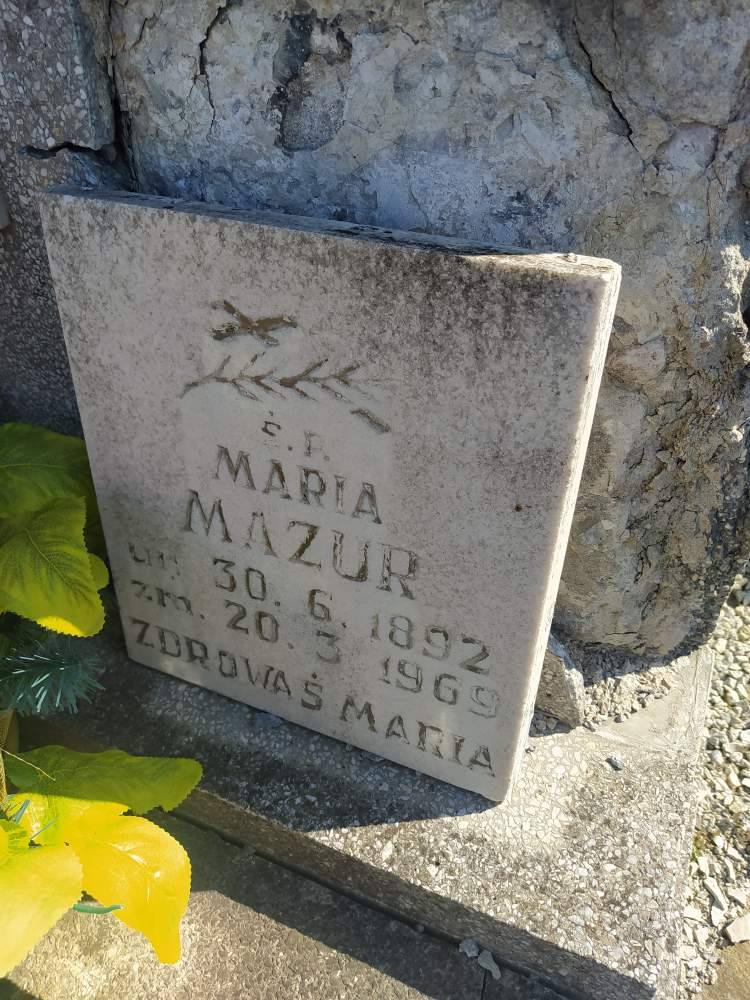 Ś.P.
MARIA
MAZUR
ur. 30. 6. 1892
zm. 20. 3 1969
ZDROWAŚ MARIA